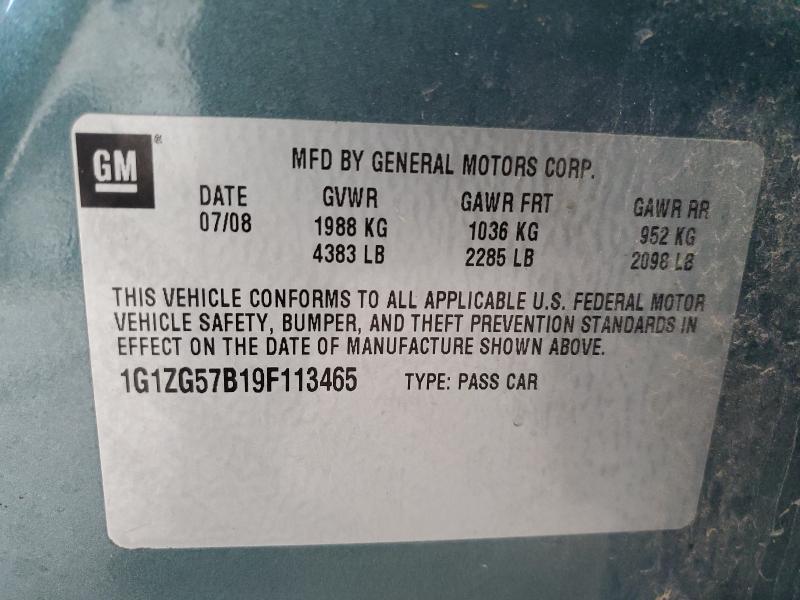 GM®
MFD BY GENERAL MOTORS CORP.
DATE GVWR GAWR FRT GAWR RR
07/08 1988 KG 1036 KG 952 KG
4383 LB 2285 LB 2098 LB
THIS VEHICLE CONFORMS TO ALL APPLICABLE U.S. FEDERAL MOTOR
VEHICLE SAFETY, BUMPER, AND THEFT PREVENTION STANDARDS IN
EFFECT ON THE DATE OF MANUFACTURE SHOWN ABOVE.
1G1ZG57B19F113465 TYPE: PASS CAR